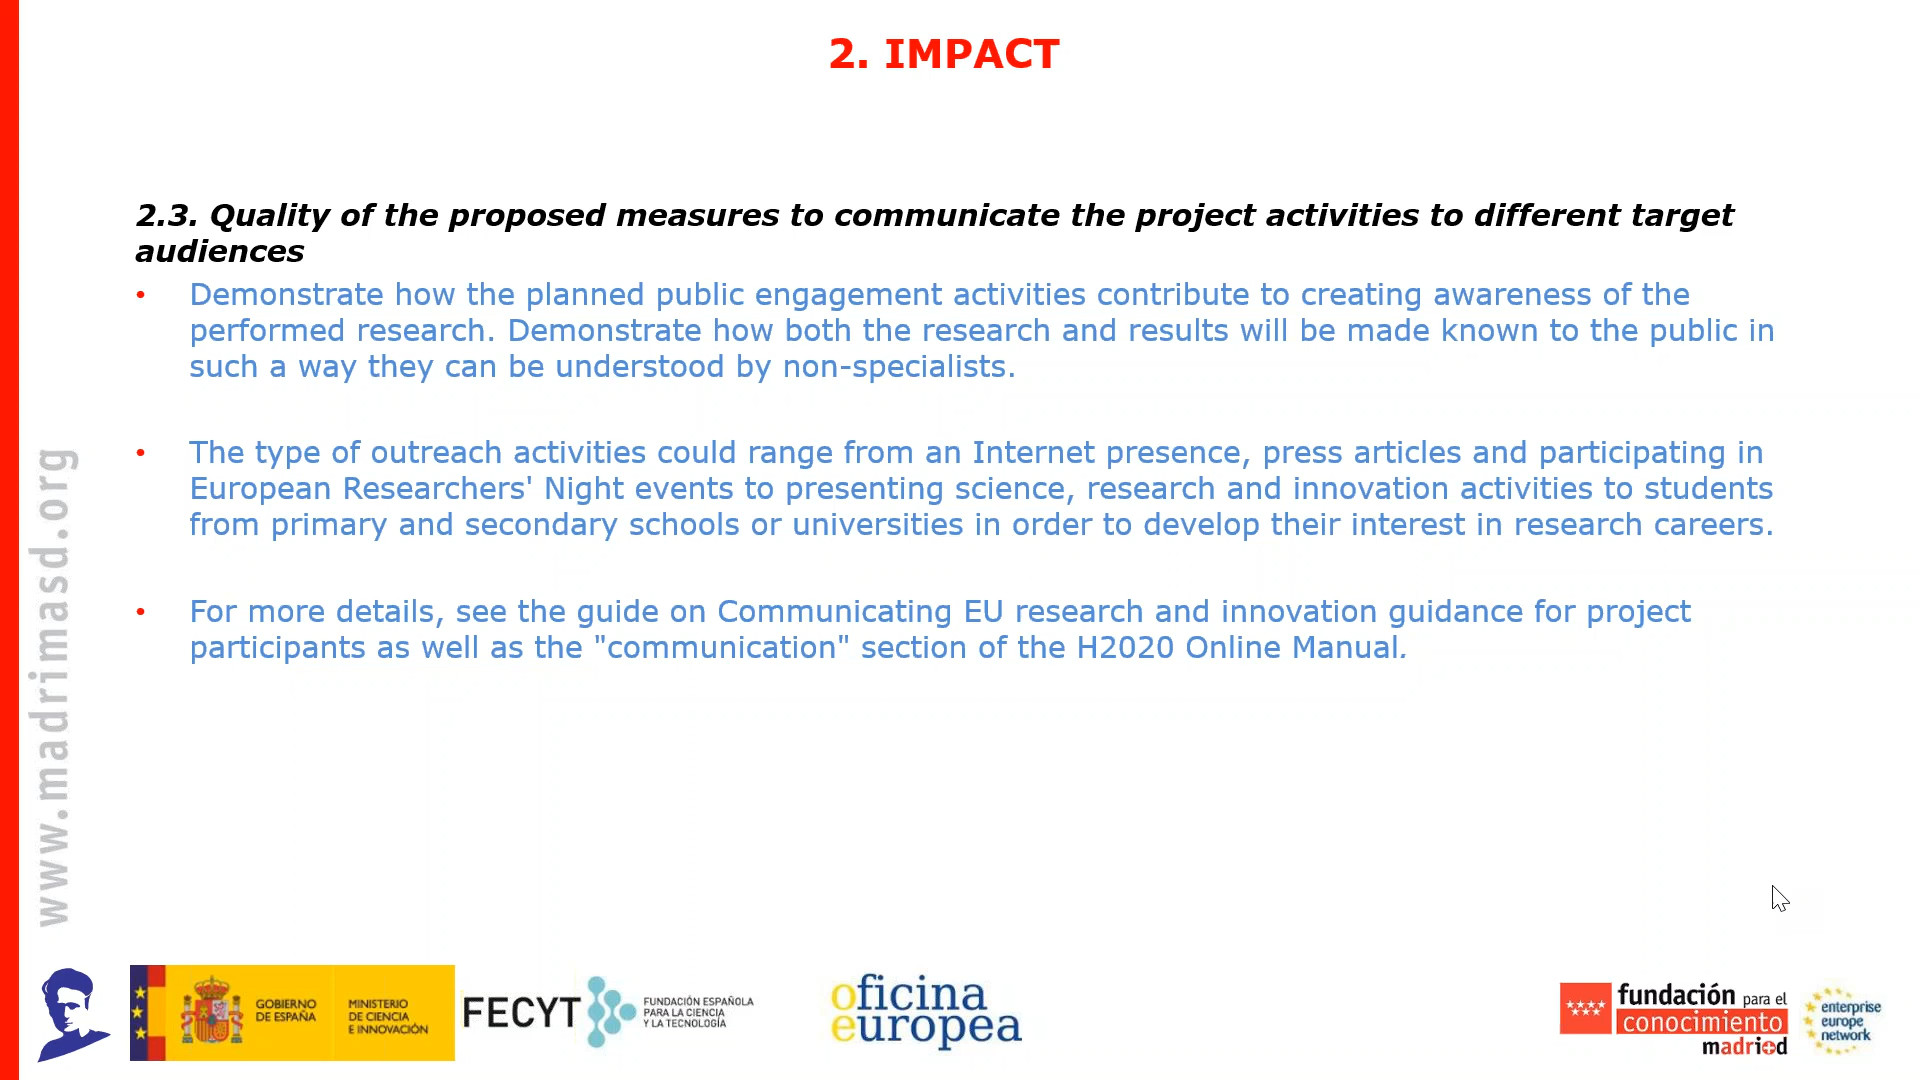 2. IMPACT
2.3. Quality of the proposed measures to communicate the project activities to different target
audiences
• Demonstrate how the planned public engagement activities contribute to creating awareness of the
performed research. Demonstrate how both the research and results will be made known to the public in
such a way they can be understood by non-specialists.
• The type of outreach activities could range from an Internet presence, press articles and participating in
European Researchers' Night events to presenting science, research and innovation activities to students
from primary and secondary schools or universities in order to develop their interest in research careers.
• For more details, see the guide on Communicating EU research and innovation guidance for project
participants as well as the "communication" section of the H2020 Online Manual.
www.madrimasd.org
GOBIERNO
DE ESPAÑA
MINISTERIO
DE CIENCIA
E INNOVACIÓN
FECYT
FUNDACIÓN ESPAÑOLA
PARA LA CIENCIA
Y LA TECNOLOGÍA
oficina
europea
fundación para el
conocimiento
madri+d
enterprise
europe
network